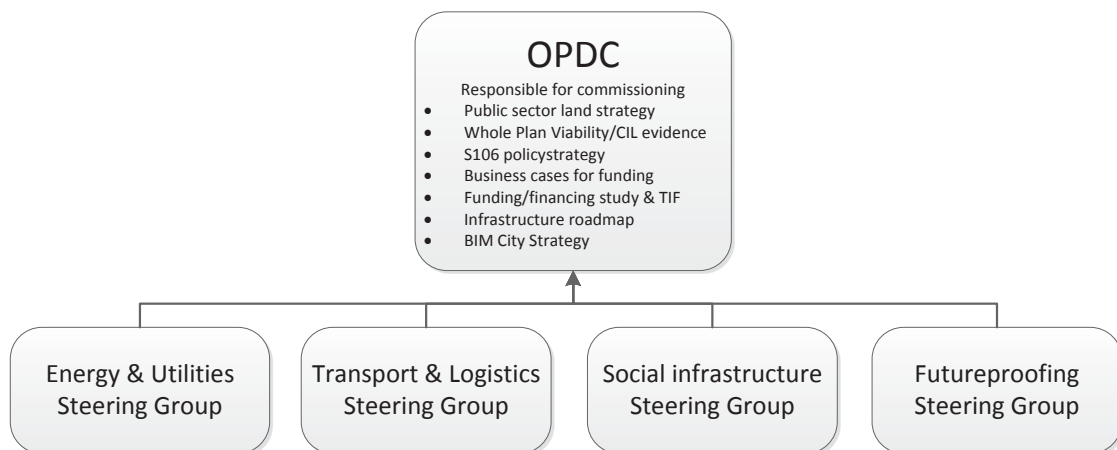 OPDC
Responsible for commissioning
• Public sector land strategy
• Whole Plan Viability/CIL evidence
• S106 policystrategy
• Business cases for funding
• Funding/financing study & TIF
• Infrastructure roadmap
• BIM City Strategy
Energy & Utilities
Steering Group
Transport & Logistics
Steering Group
Social infrastructure
Steering Group
Futureproofing
Steering Group